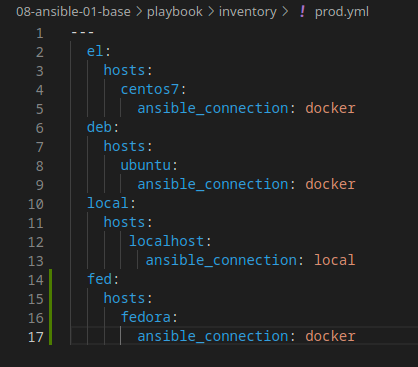 08-ansible-01-base > playbook > inventory > ! prod.yml
1 ---
2   el:
3     hosts:
4       centos7:
5         ansible_connection: docker
6   deb:
7     hosts:
8       ubuntu:
9         ansible_connection: docker
10   local:
11     hosts:
12        localhost:
13          ansible_connection: local
14   fed:
15     hosts:
16       fedora:
17         ansible_connection: docker